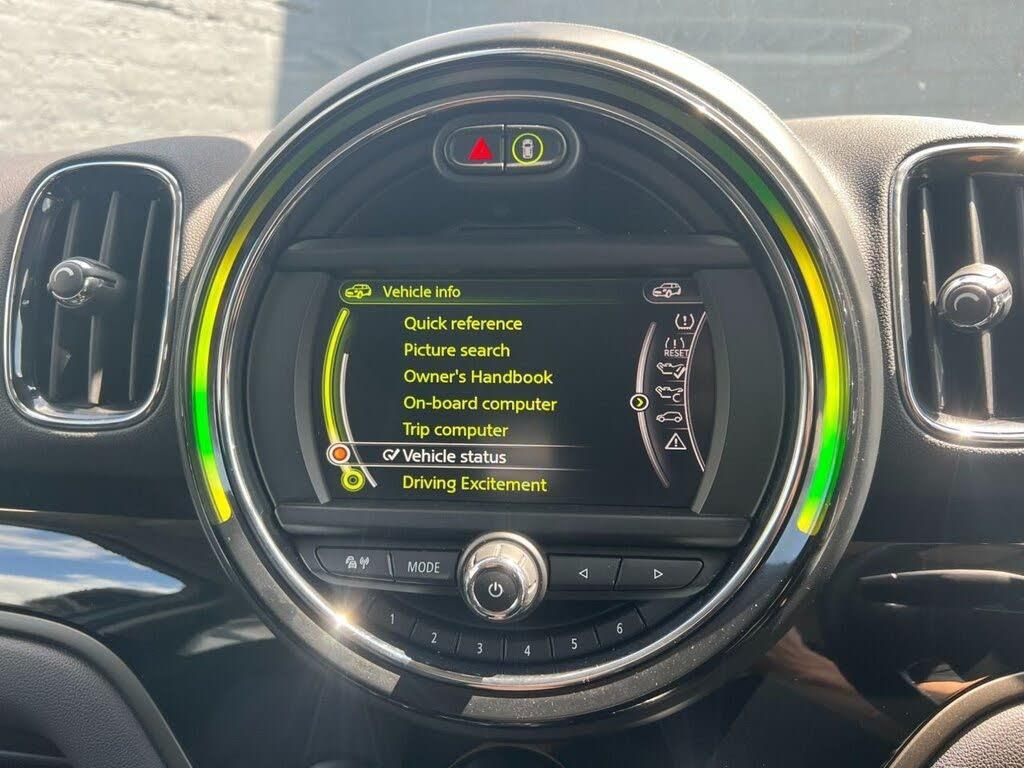 Vehicle info
Quick reference
Picture search
Owner's Handbook
On-board computer
Trip computer
Vehicle status
Driving Excitement
RESET
MODE
1 2 3 4 5 6